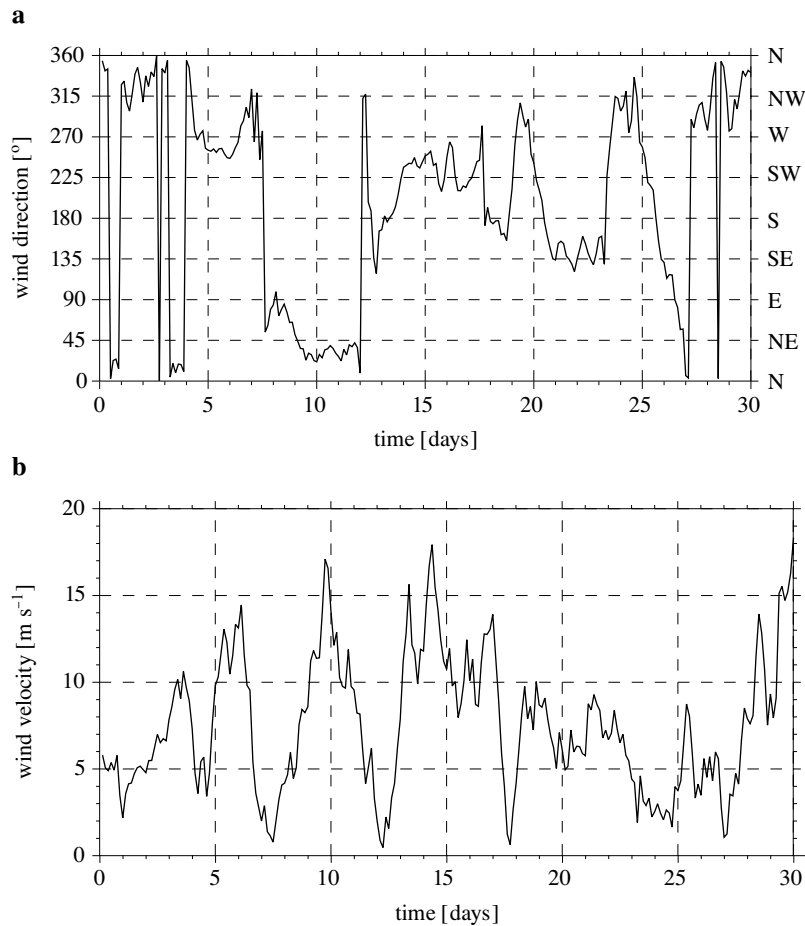 a
360
315
270
225
180
135
90
45
0
N
NW
W
SW
S
SE
E
NE
N
wind direction [°]
0 5 10 15 20 25 30
time [days]
b
20
15
10
5
0
wind velocity [m s⁻¹]
0 5 10 15 20 25 30
time [days]